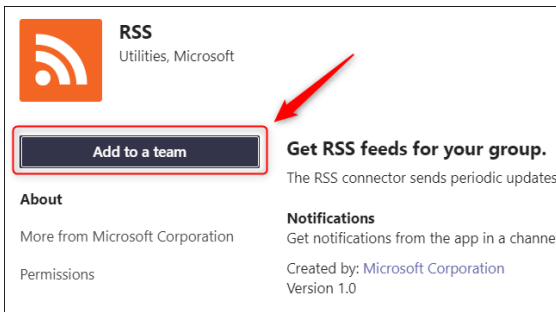 RSS
Utilities, Microsoft
Add to a team
About
More from Microsoft Corporation
Permissions
Get RSS feeds for your group.
The RSS connector sends periodic updates
Notifications
Get notifications from the app in a channe
Created by: Microsoft Corporation
Version 1.0